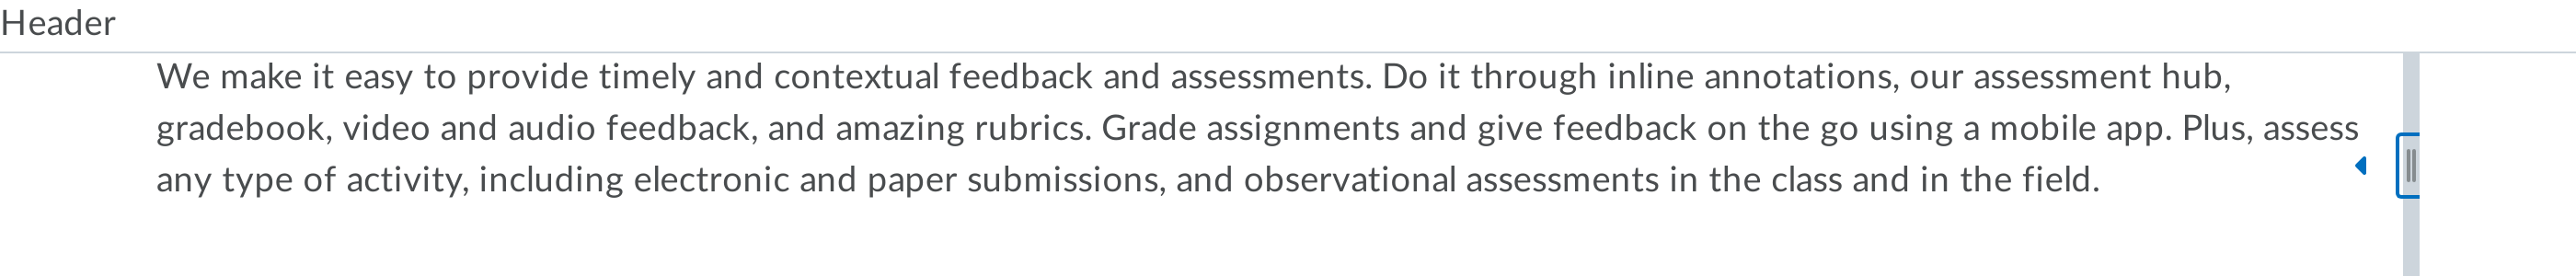 Header
We make it easy to provide timely and contextual feedback and assessments. Do it through inline annotations, our assessment hub,
gradebook, video and audio feedback, and amazing rubrics. Grade assignments and give feedback on the go using a mobile app. Plus, assess
any type of activity, including electronic and paper submissions, and observational assessments in the class and in the field.